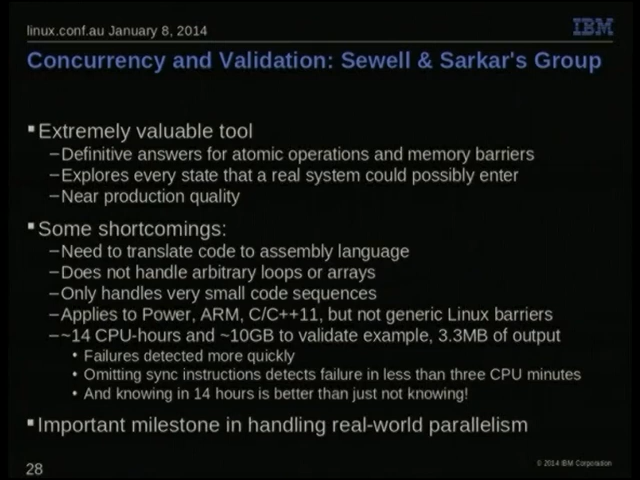 linux.conf.au January 8, 2014
IBM
Concurrency and Validation: Sewell & Sarkar's Group
▪Extremely valuable tool
–Definitive answers for atomic operations and memory barriers
–Explores every state that a real system could possibly enter
–Near production quality
▪Some shortcomings:
–Need to translate code to assembly language
–Does not handle arbitrary loops or arrays
–Only handles very small code sequences
–Applies to Power, ARM, C/C++11, but not generic Linux barriers
–~14 CPU-hours and ~10GB to validate example, 3.3MB of output
• Failures detected more quickly
• Omitting sync instructions detects failure in less than three CPU minutes
• And knowing in 14 hours is better than just not knowing!
▪Important milestone in handling real-world parallelism
28
© 2014 IBM Corporation